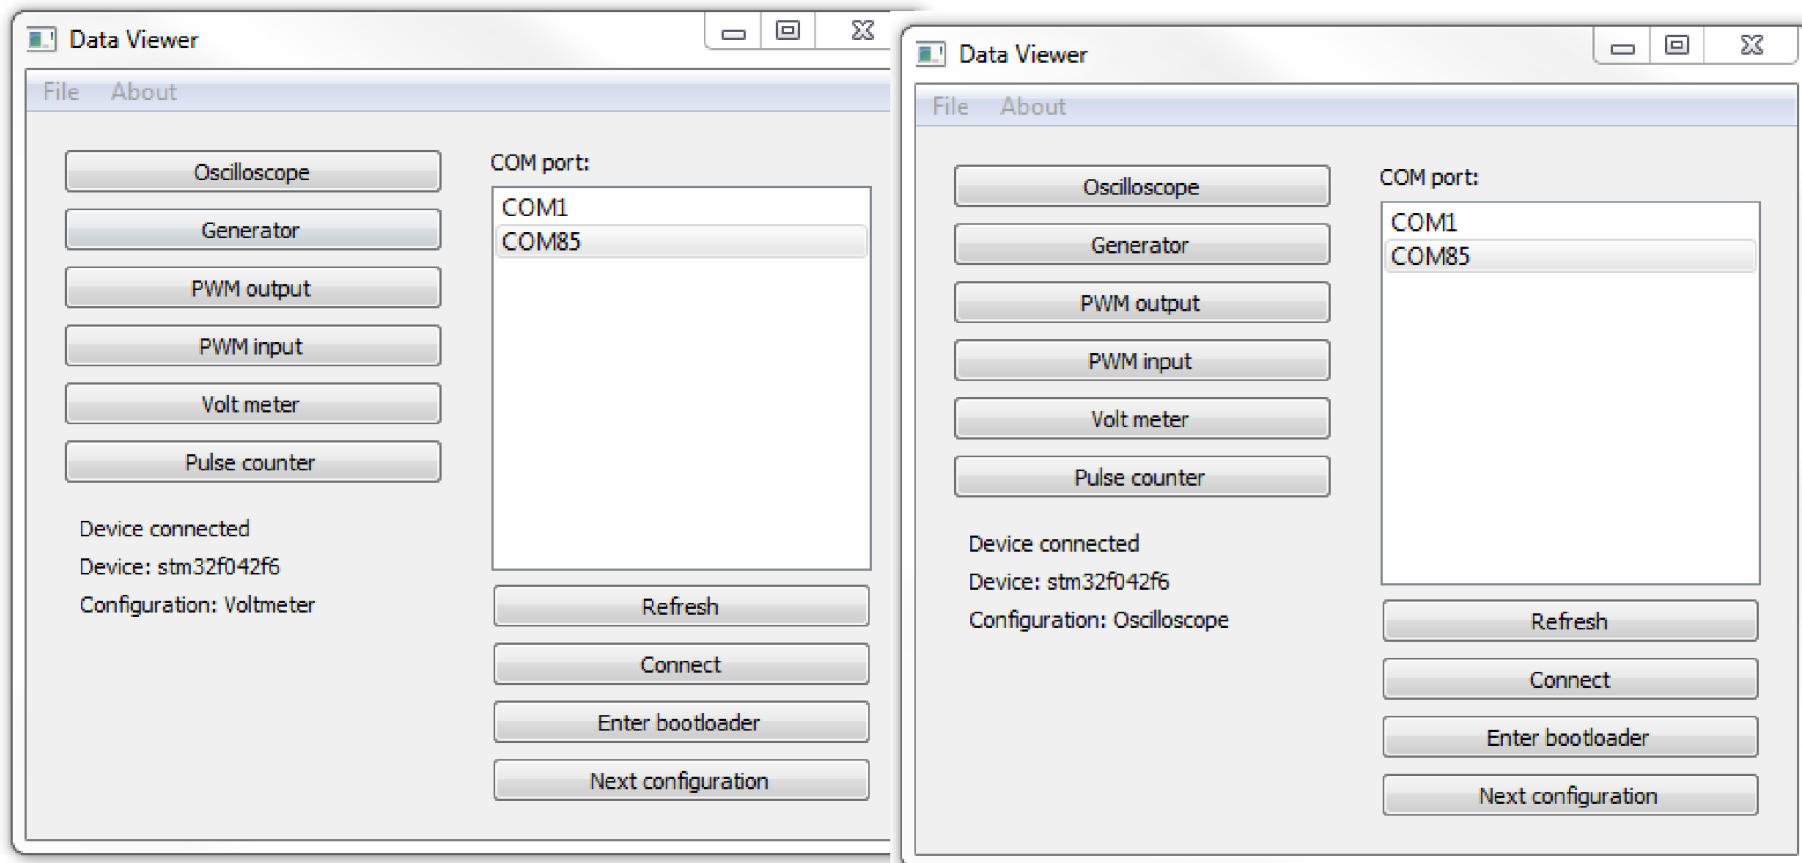 Data Viewer
File About
Oscilloscope
Generator
PWM output
PWM input
Volt meter
Pulse counter
Device connected
Device: stm32f042f6
Configuration: Voltmeter
COM port:
COM1
COM85
Refresh
Connect
Enter bootloader
Next configuration
Data Viewer
File About
Oscilloscope
Generator
PWM output
PWM input
Volt meter
Pulse counter
Device connected
Device: stm32f042f6
Configuration: Oscilloscope
COM port:
COM1
COM85
Refresh
Connect
Enter bootloader
Next configuration